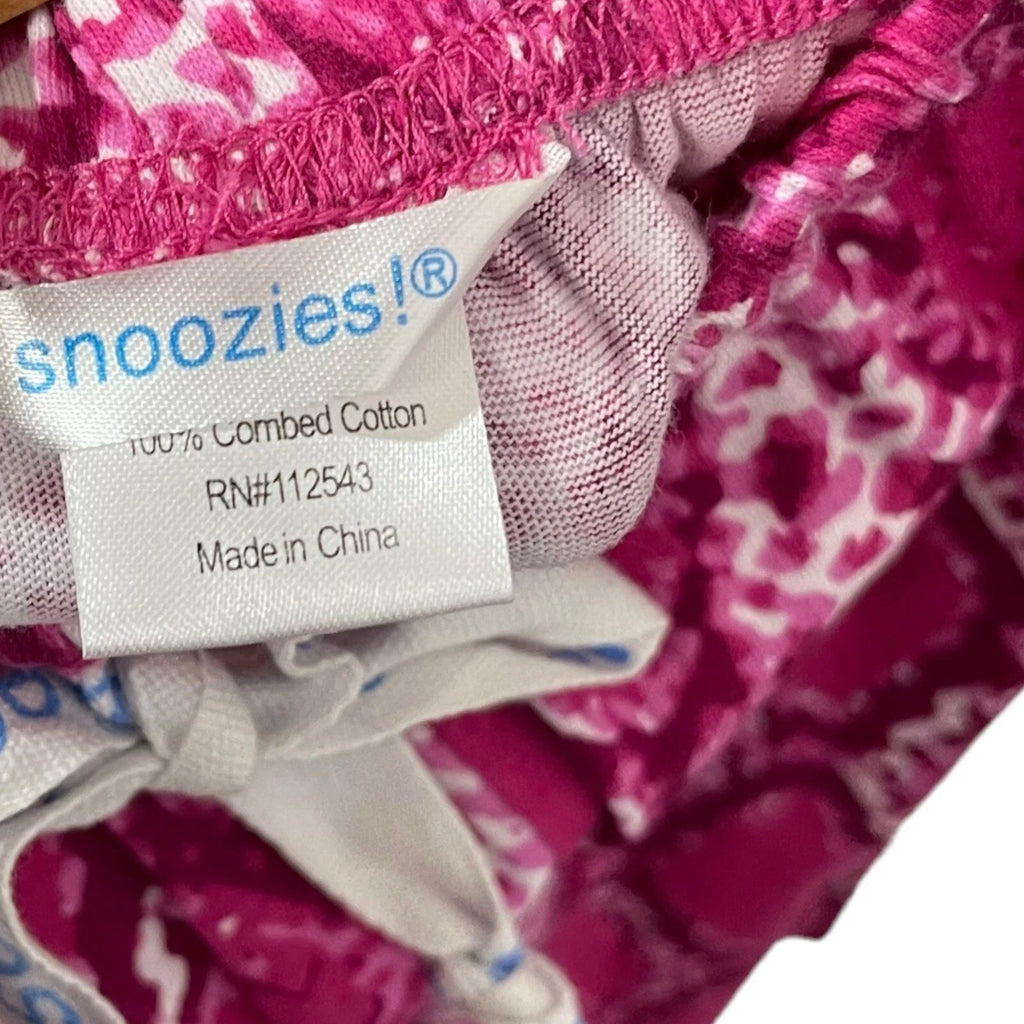 snoozies!®
100% Combed Cotton
RN#112543
Made in China